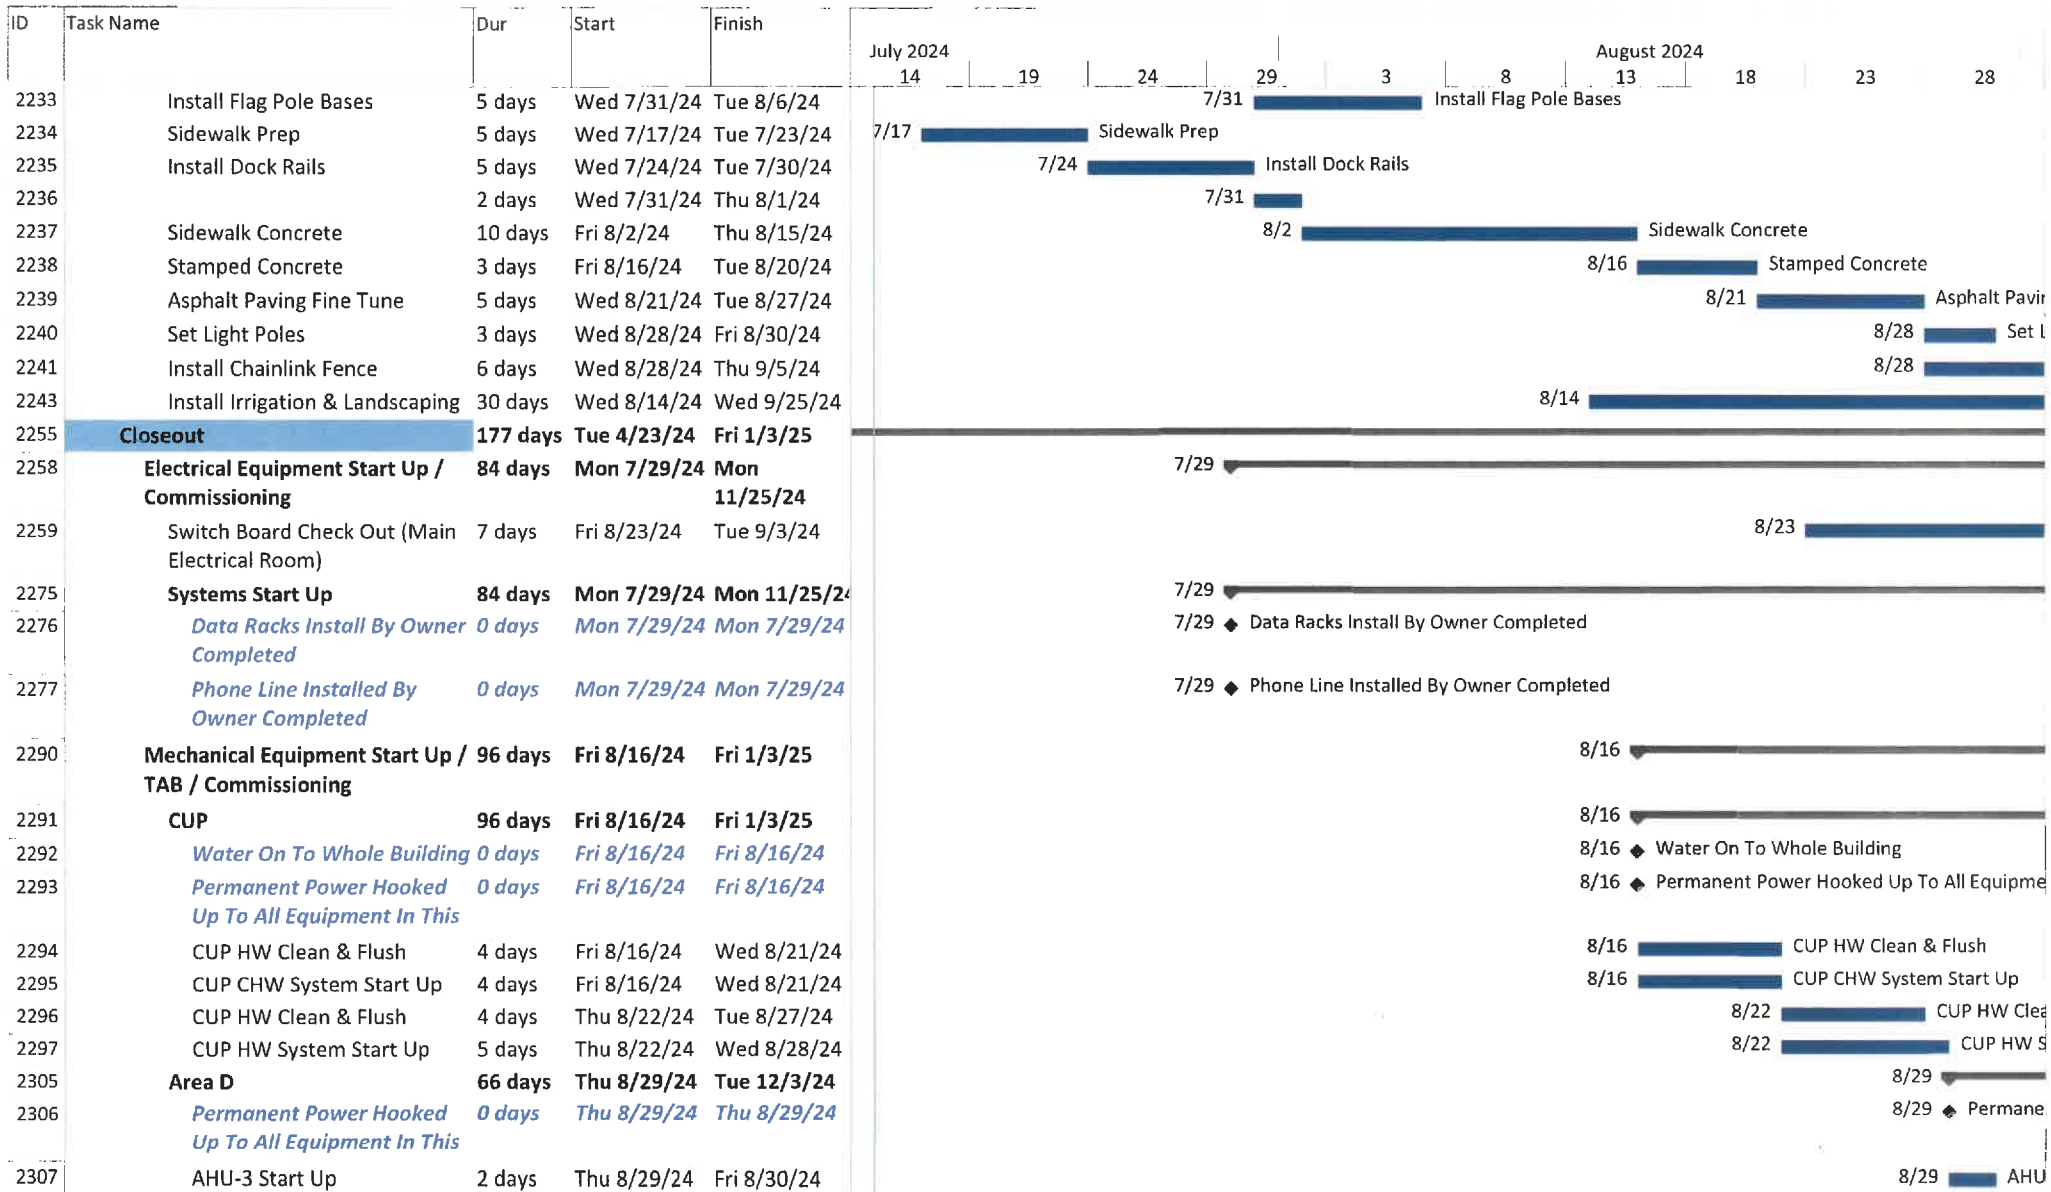 ID Task Name Dur Start Finish
July 2024 August 2024
14 19 24 29 3 8 13 18 23 28
2233 Install Flag Pole Bases 5 days Wed 7/31/24 Tue 8/6/24 7/31 Install Flag Pole Bases
2234 Sidewalk Prep 5 days Wed 7/17/24 Tue 7/23/24 7/17 Sidewalk Prep
2235 Install Dock Rails 5 days Wed 7/24/24 Tue 7/30/24 7/24 Install Dock Rails
2236 2 days Wed 7/31/24 Thu 8/1/24 7/31
2237 Sidewalk Concrete 10 days Fri 8/2/24 Thu 8/15/24 8/2 Sidewalk Concrete
2238 Stamped Concrete 3 days Fri 8/16/24 Tue 8/20/24 8/16 Stamped Concrete
2239 Asphalt Paving Fine Tune 5 days Wed 8/21/24 Tue 8/27/24 8/21 Asphalt Pavin
2240 Set Light Poles 3 days Wed 8/28/24 Fri 8/30/24 8/28 Set L
2241 Install Chainlink Fence 6 days Wed 8/28/24 Thu 9/5/24 8/28
2243 Install Irrigation & Landscaping 30 days Wed 8/14/24 Wed 9/25/24 8/14
2255 Closeout 177 days Tue 4/23/24 Fri 1/3/25
2258 Electrical Equipment Start Up / 84 days Mon 7/29/24 Mon 7/29
Commissioning 11/25/24
2259 Switch Board Check Out (Main 7 days Fri 8/23/24 Tue 9/3/24 8/23
Electrical Room)
2275 Systems Start Up 84 days Mon 7/29/24 Mon 11/25/24 7/29
2276 Data Racks Install By Owner 0 days Mon 7/29/24 Mon 7/29/24 7/29 Data Racks Install By Owner Completed
Completed
2277 Phone Line Installed By 0 days Mon 7/29/24 Mon 7/29/24 7/29 Phone Line Installed By Owner Completed
Owner Completed
2290 Mechanical Equipment Start Up / 96 days Fri 8/16/24 Fri 1/3/25 8/16
TAB / Commissioning
2291 CUP 96 days Fri 8/16/24 Fri 1/3/25 8/16
2292 Water On To Whole Building 0 days Fri 8/16/24 Fri 8/16/24 8/16 Water On To Whole Building
2293 Permanent Power Hooked 0 days Fri 8/16/24 Fri 8/16/24 8/16 Permanent Power Hooked Up To All Equipme
Up To All Equipment In This
2294 CUP HW Clean & Flush 4 days Fri 8/16/24 Wed 8/21/24 8/16 CUP HW Clean & Flush
2295 CUP CHW System Start Up 4 days Fri 8/16/24 Wed 8/21/24 8/16 CUP CHW System Start Up
2296 CUP HW Clean & Flush 4 days Thu 8/22/24 Tue 8/27/24 8/22 CUP HW Clea
2297 CUP HW System Start Up 5 days Thu 8/22/24 Wed 8/28/24 8/22 CUP HW S
2305 Area D 66 days Thu 8/29/24 Tue 12/3/24 8/29
2306 Permanent Power Hooked 0 days Thu 8/29/24 Thu 8/29/24 8/29 Permane
Up To All Equipment In This
2307 AHU-3 Start Up 2 days Thu 8/29/24 Fri 8/30/24 8/29 AHU